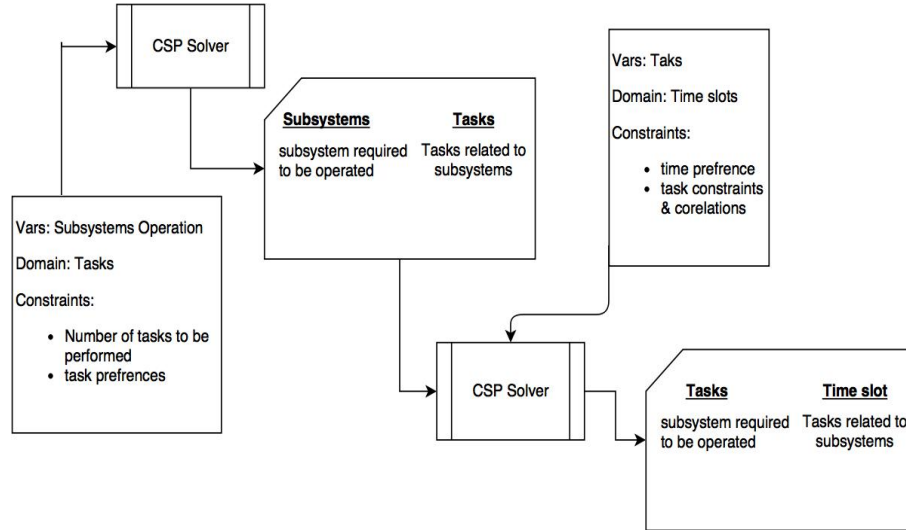 CSP Solver
Subsystems
Tasks
subsystem required
to be operated
Tasks related to
subsystems
Vars: Taks
Domain: Time slots
Constraints:
• time prefrence
• task constraints
& corelations
Vars: Subsystems Operation
Domain: Tasks
Constraints:
• Number of tasks to be
performed
• task prefrences
CSP Solver
Tasks
Time slot
subsystem required
to be operated
Tasks related to
subsystems